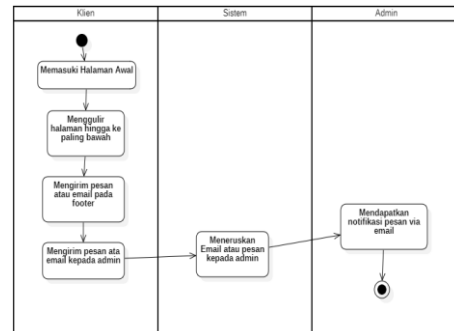 Klien
Sistem
Admin
Memasuki Halaman Awal
Menggulir
halaman hingga ke
paling bawah
Mengirim pesan
atau email pada
footer
Mengirim pesan ata
email kepada admin
Meneruskan
Email atau pesan
kepada admin
Mendapatkan
notifikasi pesan via
email